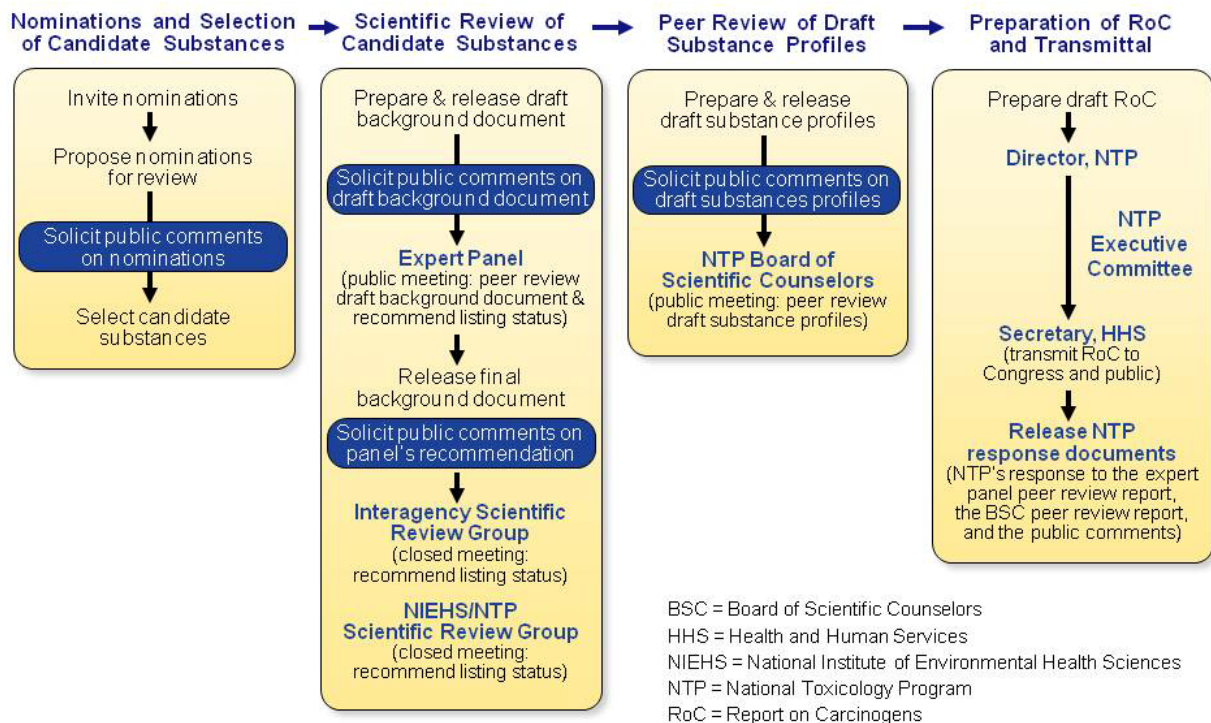 Nominations and Selection
of Candidate Substances
Invite nominations
Propose nominations
for review
Solicit public comments
on nominations
Select candidate
substances
Scientific Review of
Candidate Substances
Prepare & release draft
background document
Solicit public comments on
draft background document
Expert Panel
(public meeting: peer review
draft background document &
recommend listing status)
Release final
background document
Solicit public comments on
panel's recommendation
Interagency Scientific
Review Group
(closed meeting:
recommend listing status)
NIEHS/NTP
Scientific Review Group
(closed meeting:
recommend listing status)
Peer Review of Draft
Substance Profiles
Prepare & release
draft substance profiles
Solicit public comments on
draft substances profiles
NTP Board of
Scientific Counselors
(public meeting: peer review
draft substance profiles)
Preparation of RoC
and Transmittal
Prepare draft RoC
Director, NTP
NTP
Executive
Committee
Secretary, HHS
(transmit RoC to
Congress and public)
Release NTP
response documents
(NTP's response to the expert
panel peer review report,
the BSC peer review report,
and the public comments)
BSC = Board of Scientific Counselors
HHS = Health and Human Services
NIEHS = National Institute of Environmental Health Sciences
NTP = National Toxicology Program
RoC = Report on Carcinogens